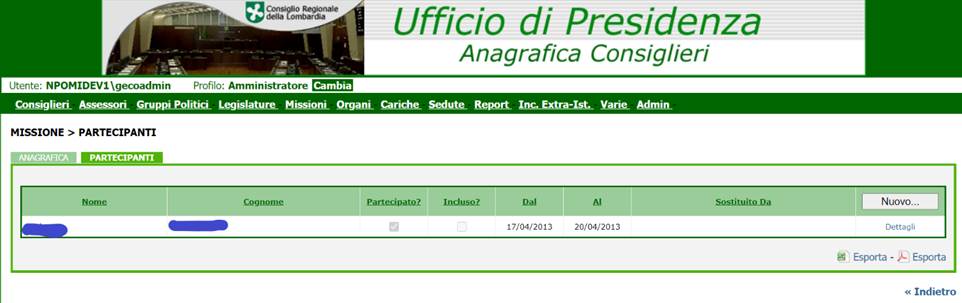 Consiglio Regionale
della Lombardia
Ufficio di Presidenza
Anagrafica Consiglieri
Utente: NPOMIDEV1\gecoadmin Profilo: Amministratore Cambia
Consiglieri Assessori Gruppi Politici Legislature Missioni Organi Cariche Sedute Report Inc. Extra-Ist. Varie Admin
MISSIONE > PARTECIPANTI
ANAGRAFICA PARTECIPANTI
Nome Cognome Partecipato? Incluso? Dal Al Sostituito Da Nuovo...
17/04/2013 20/04/2013 Dettagli
Esporta - Esporta
« Indietro